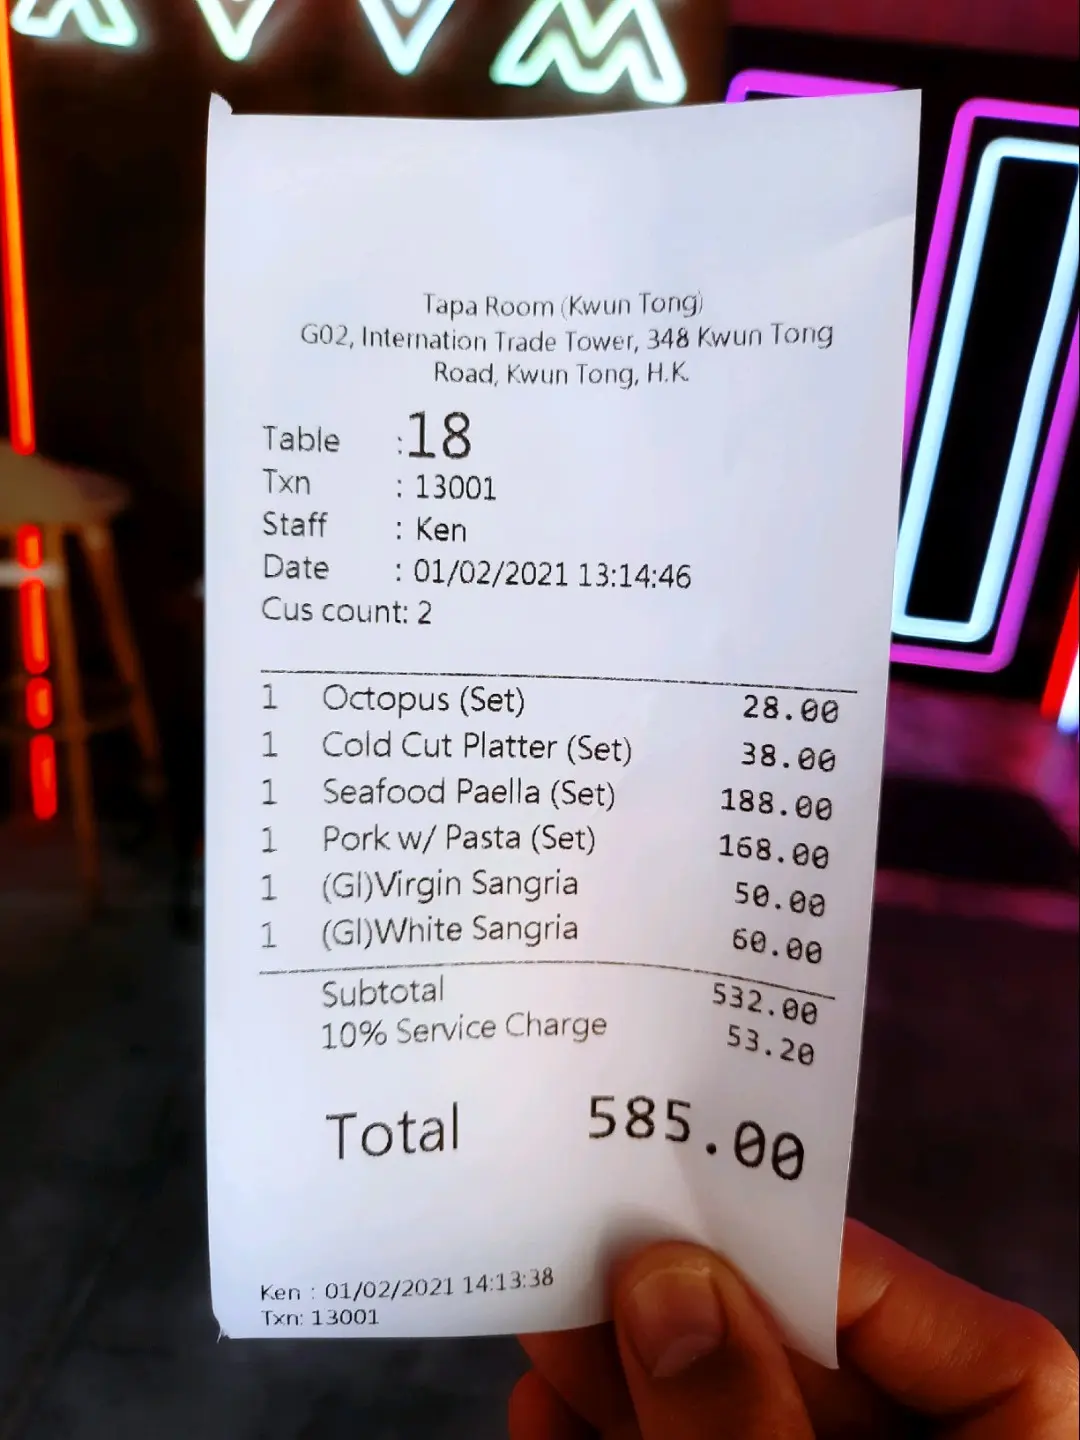 Tapa Room (Kwun Tong)
G02, Internation Trade Tower, 348 Kwun Tong
Road, Kwun Tong, H.K.
Table : 18
Txn : 13001
Staff : Ken
Date : 01/02/2021 13:14:46
Cus count: 2
1 Octopus (Set) 28.00
1 Cold Cut Platter (Set) 38.00
1 Seafood Paella (Set) 188.00
1 Pork w/ Pasta (Set) 168.00
1 (Gl)Virgin Sangria 50.00
1 (Gl)White Sangria 60.00
Subtotal 532.00
10% Service Charge 53.20
Total 585.00
Ken : 01/02/2021 14:13:38
Txn: 13001